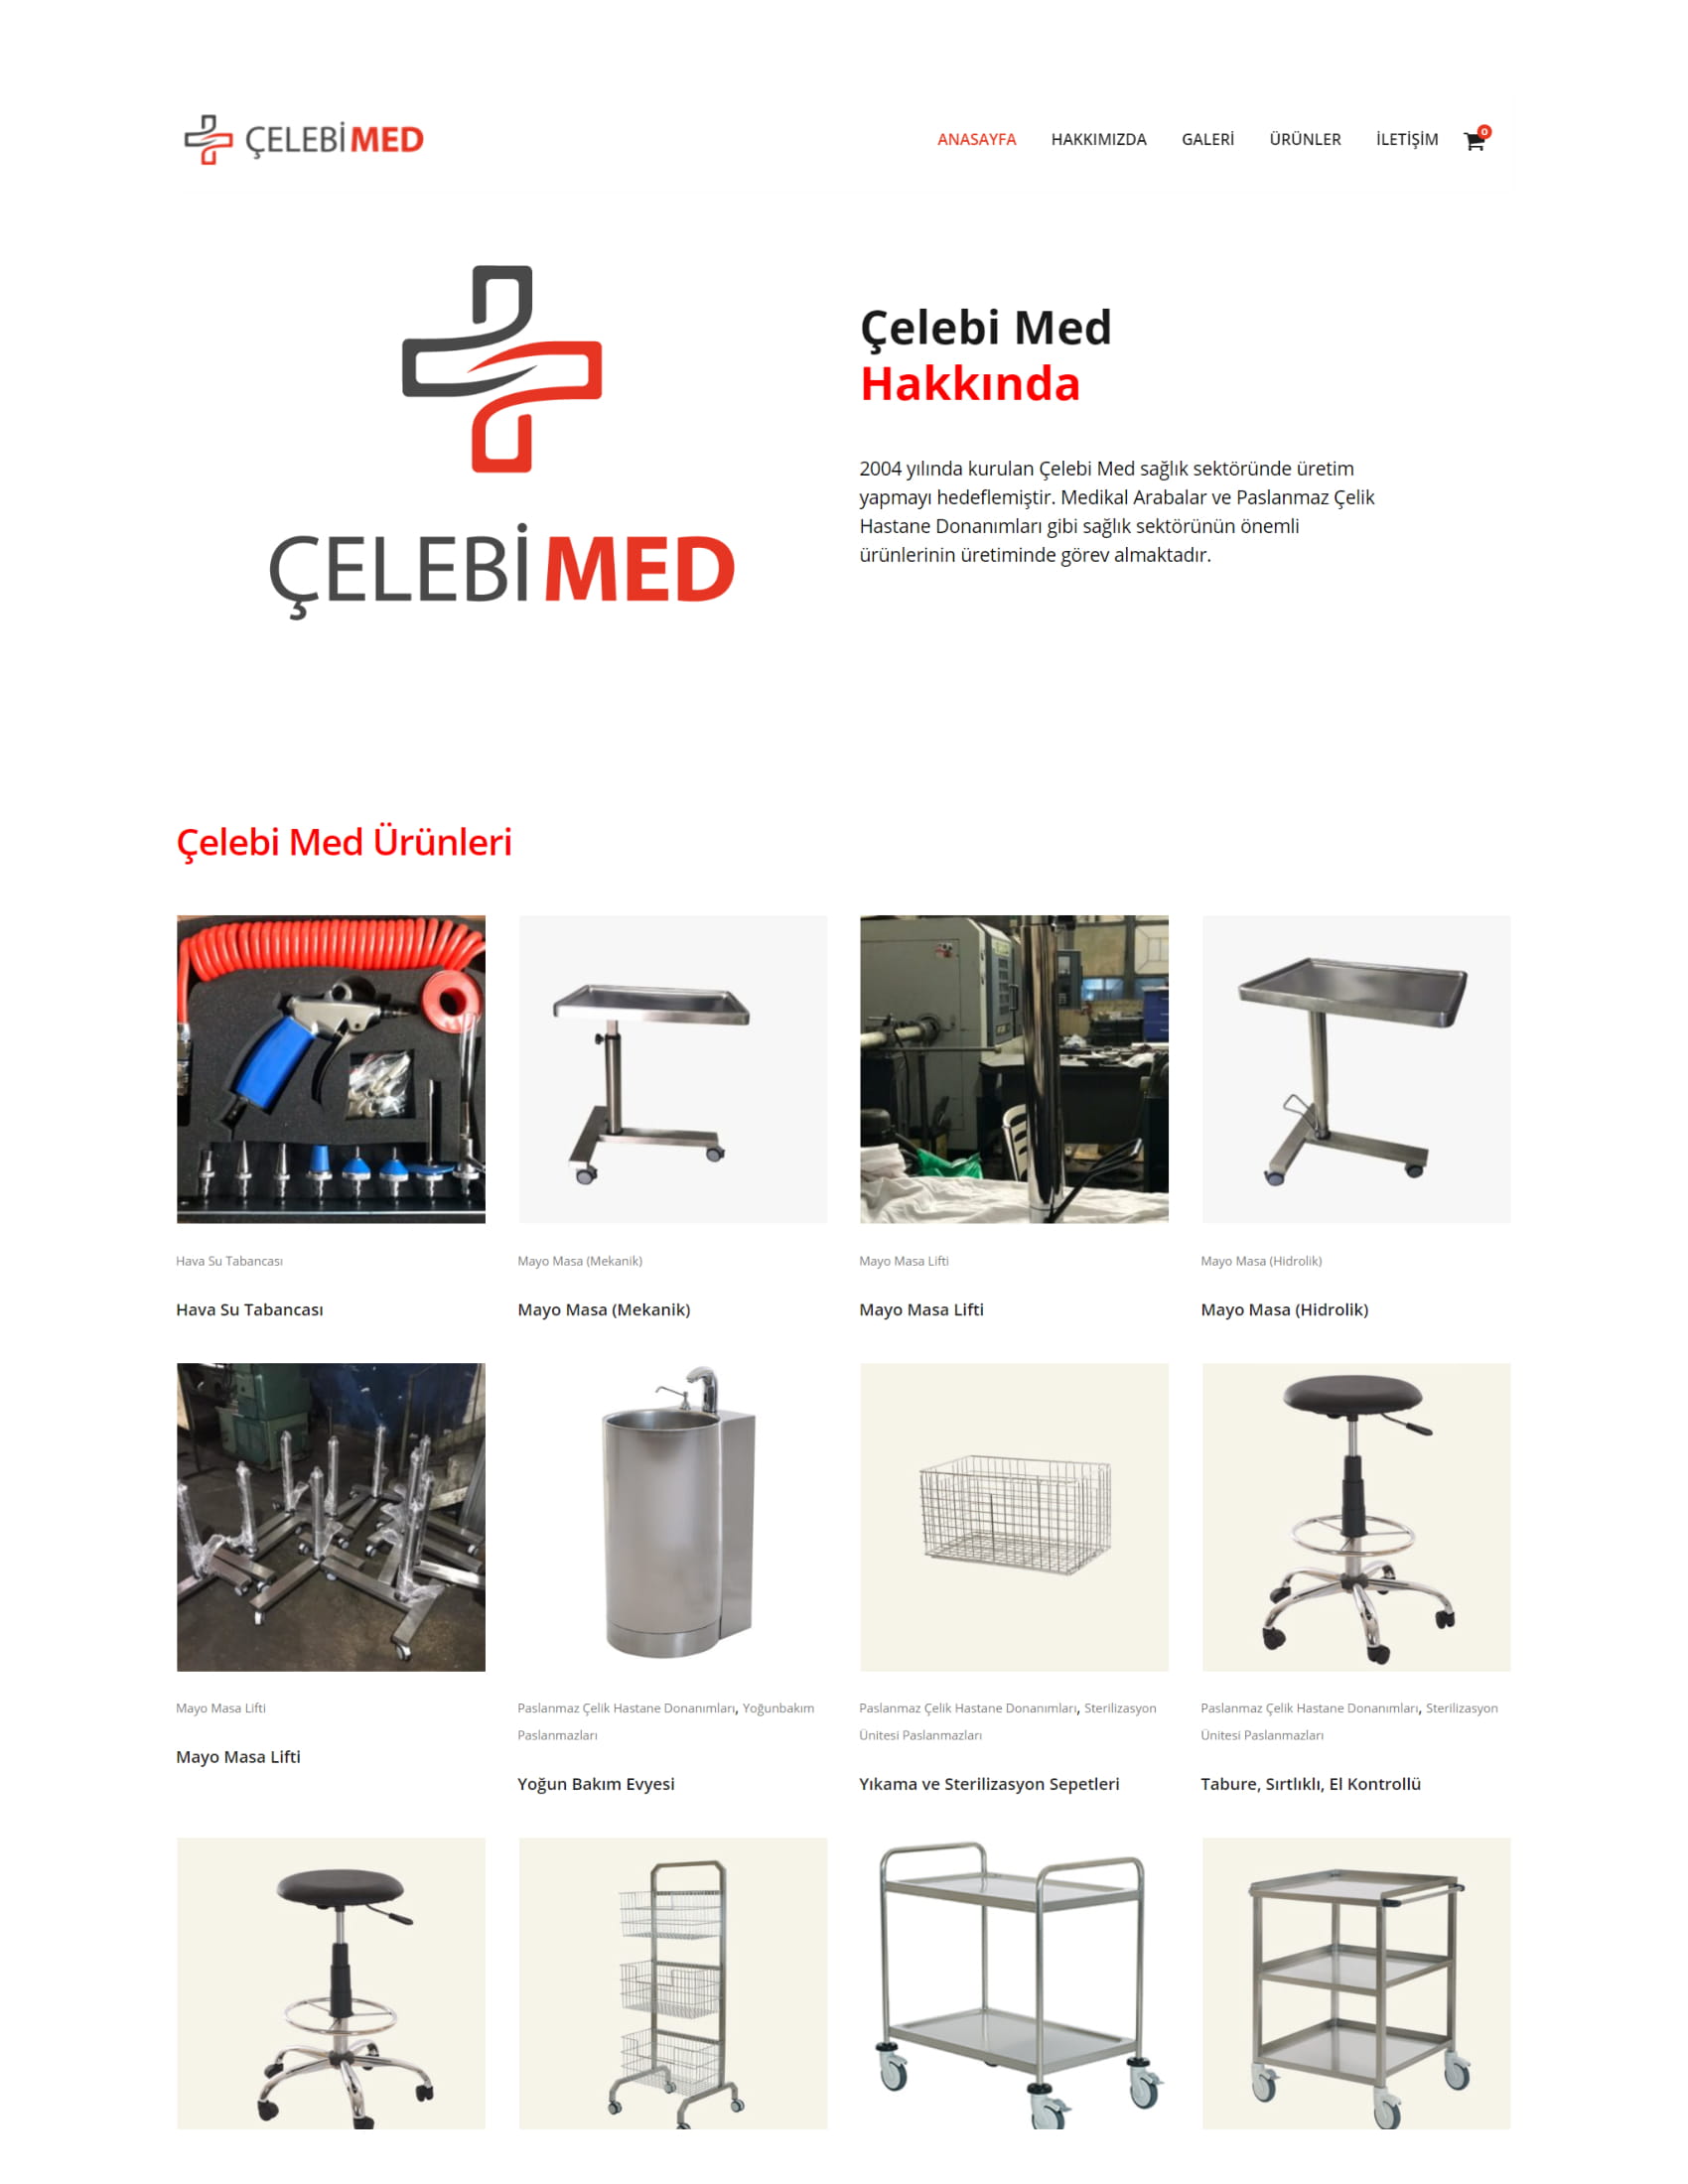 ÇELEBİMED
ANASAYFA HAKKIMIZDA GALERİ ÜRÜNLER İLETİŞİM 0
ÇELEBİMED
Çelebi Med
Hakkında
2004 yılında kurulan Çelebi Med sağlık sektöründe üretim
yapmayı hedeflemiştir. Medikal Arabalar ve Paslanmaz Çelik
Hastane Donanımları gibi sağlık sektörünün önemli
ürünlerinin üretiminde görev almaktadır.
Çelebi Med Ürünleri
Hava Su Tabancası
Hava Su Tabancası
Mayo Masa (Mekanik)
Mayo Masa (Mekanik)
Mayo Masa Lifti
Mayo Masa Lifti
Mayo Masa (Hidrolik)
Mayo Masa (Hidrolik)
Mayo Masa Lifti
Mayo Masa Lifti
Paslanmaz Çelik Hastane Donanımları, Yoğunbakım
Paslanmazları
Yoğun Bakım Evyesi
Paslanmaz Çelik Hastane Donanımları, Sterilizasyon
Ünitesi Paslanmazları
Yıkama ve Sterilizasyon Sepetleri
Paslanmaz Çelik Hastane Donanımları, Sterilizasyon
Ünitesi Paslanmazları
Tabure, Sırtlıklı, El Kontrollü